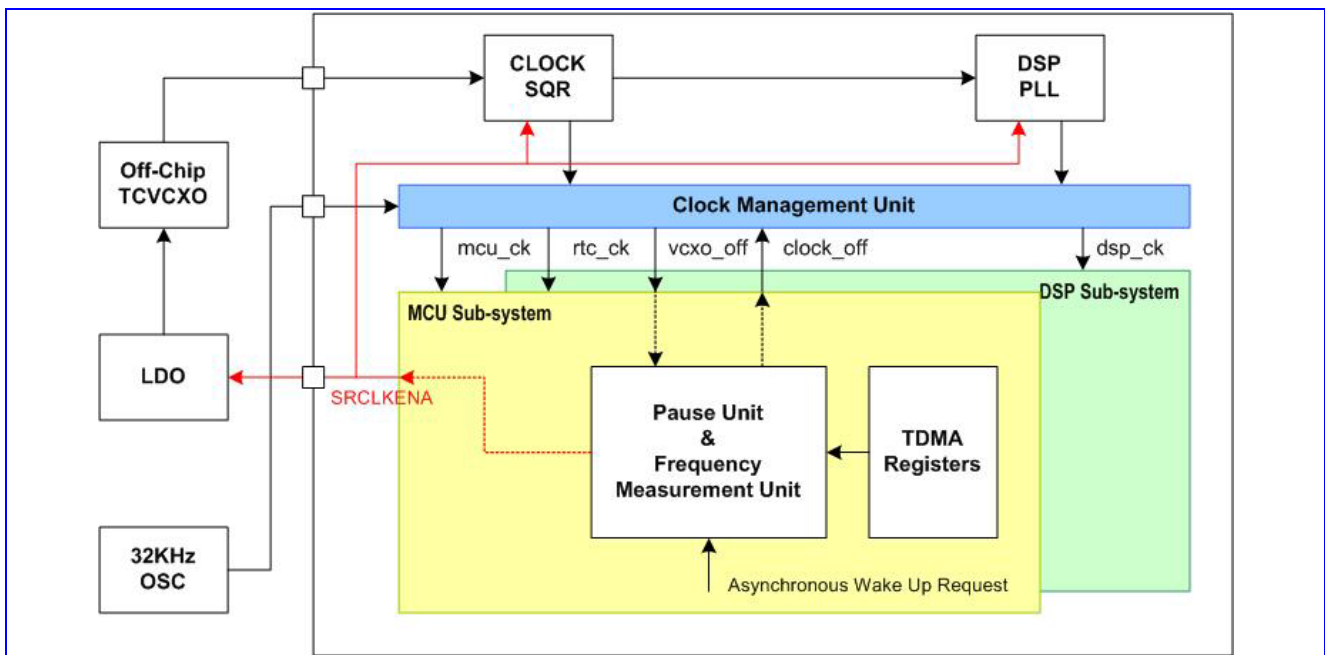 CLOCK
SQR
DSP
PLL
Off-Chip
TCVCXO
Clock Management Unit
mcu_ck
rtc_ck
vcxo_off
clock_off
dsp_ck
DSP Sub-system
MCU Sub-system
LDO
SRCLKENA
Pause Unit
&
Frequency
Measurement Unit
TDMA
Registers
32KHz
OSC
Asynchronous Wake Up Request